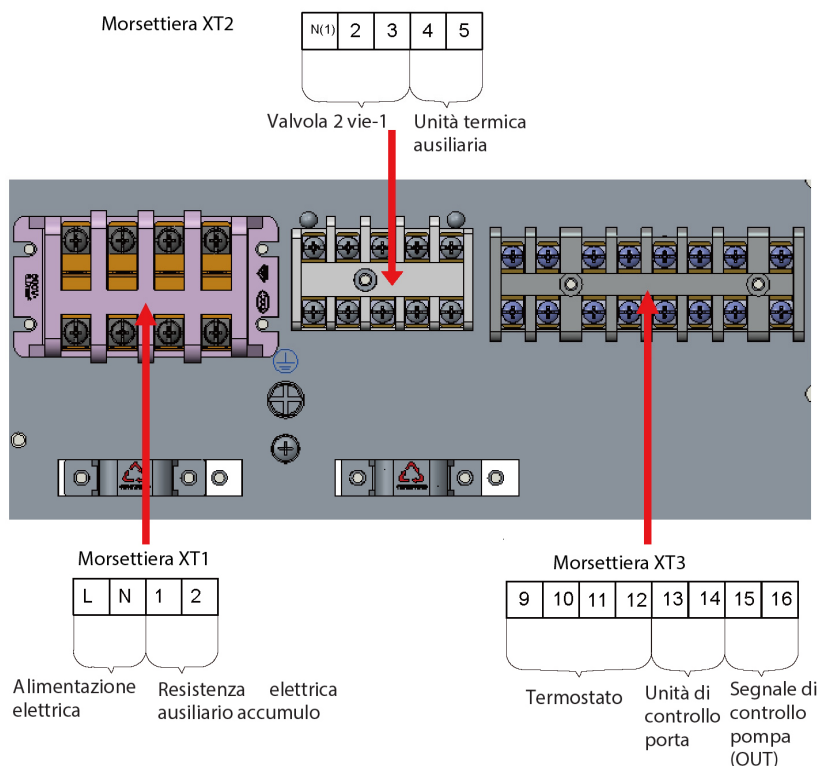 Morsettiera XT2
N(1) 2 3 4 5
Valvola 2 vie-1
Unità termica
ausiliaria
Morsettiera XT1
L N 1 2
Alimentazione
elettrica
Resistenza elettrica
ausiliario accumulo
Morsettiera XT3
9 10 11 12 13 14 15 16
Termostato
Unità di
controllo
porta
Segnale di
controllo
pompa
(OUT)